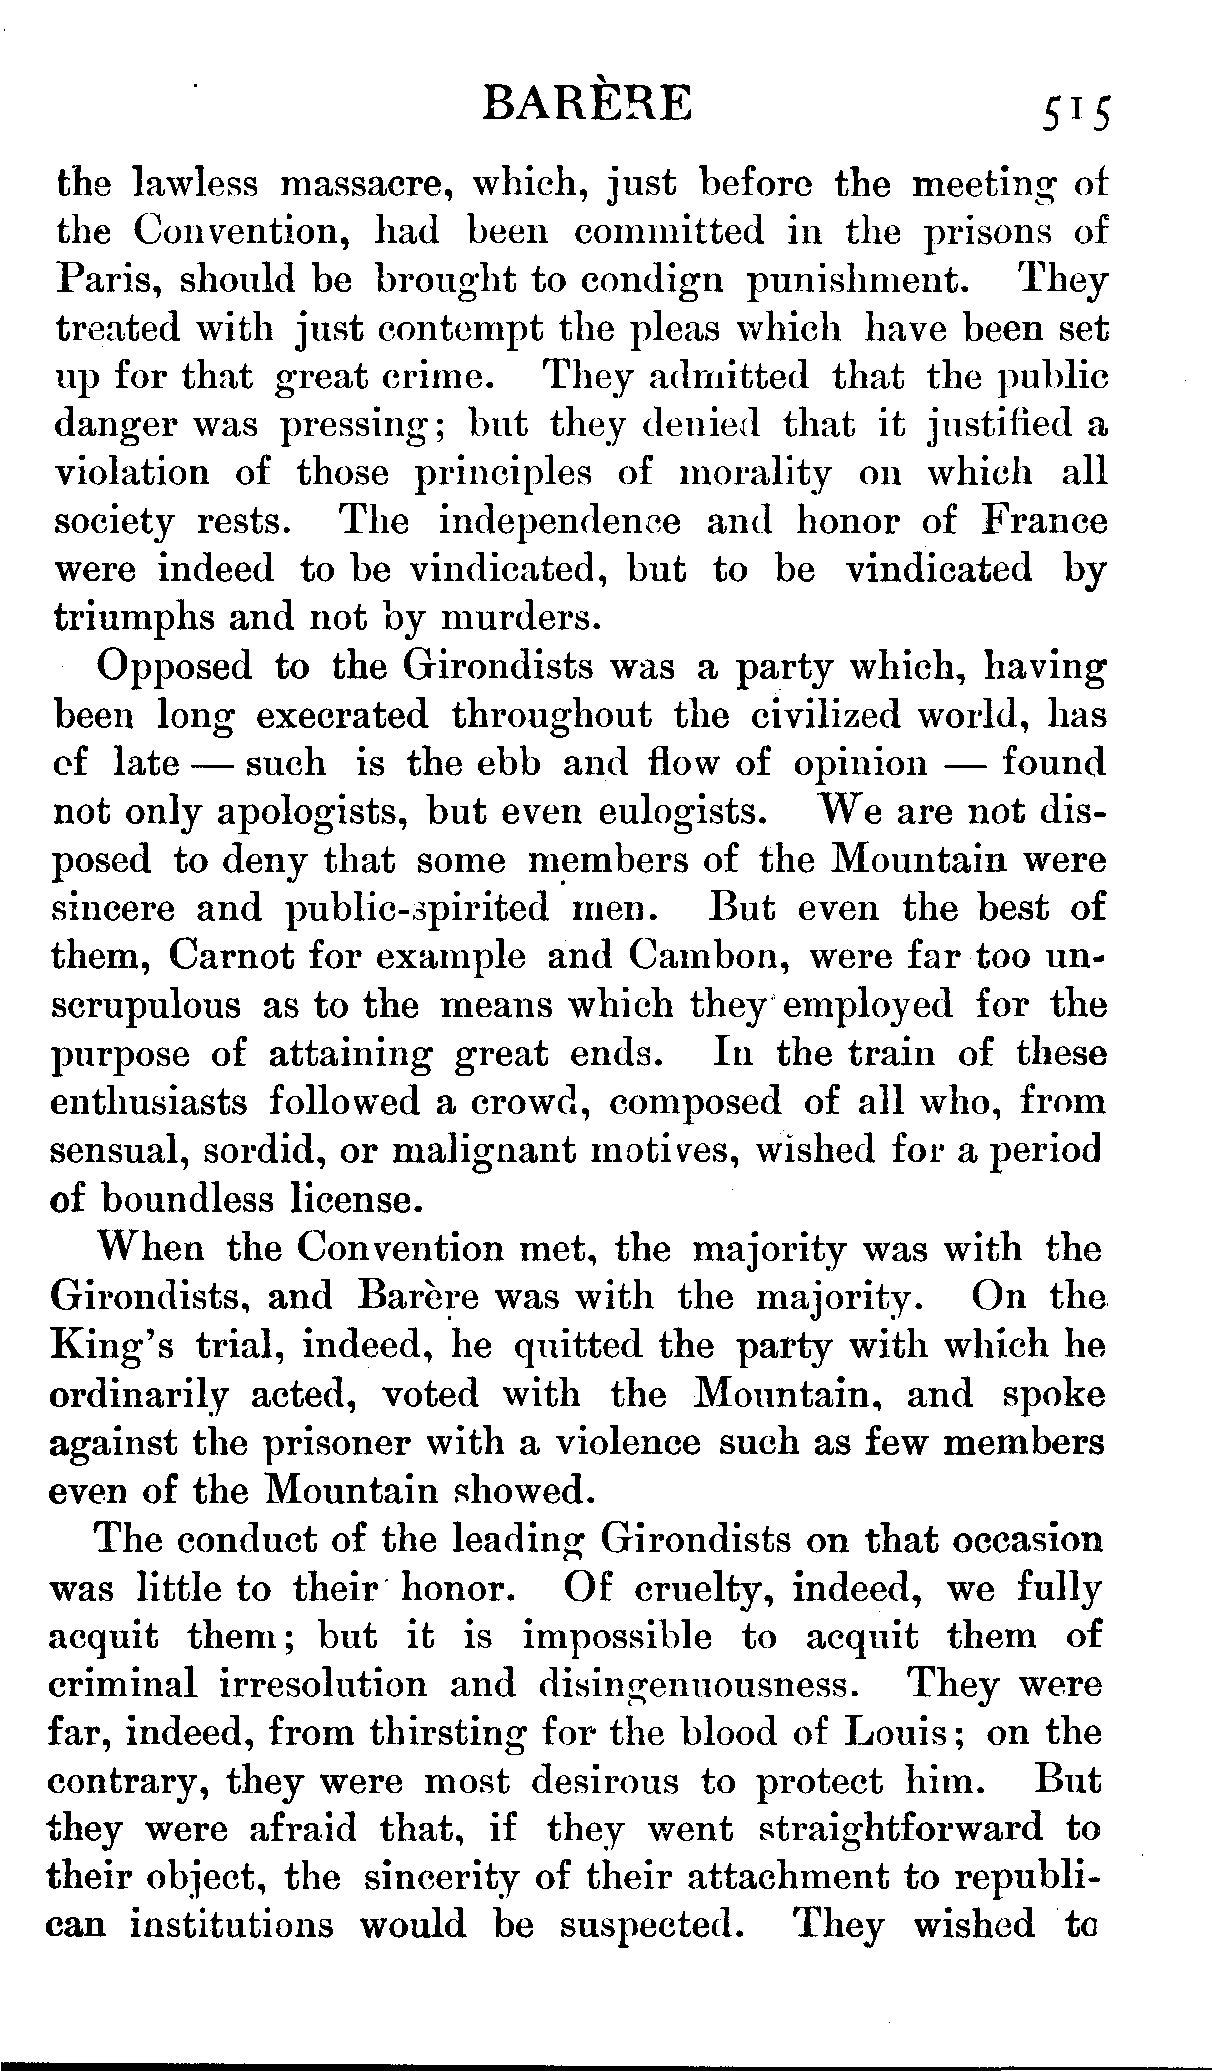 BARÈRE 515
the lawless massacre, which, just before the meeting of
the Convention, had been committed in the prisons of
Paris, should be brought to condign punishment. They
treated with just contempt the pleas which have been set
up for that great crime. They admitted that the public
danger was pressing; but they denied that it justified a
violation of those principles of morality on which all
society rests. The independence and honor of France
were indeed to be vindicated, but to be vindicated by
triumphs and not by murders.
Opposed to the Girondists was a party which, having
been long execrated throughout the civilized world, has
of late — such is the ebb and flow of opinion — found
not only apologists, but even eulogists. We are not dis-
posed to deny that some members of the Mountain were
sincere and public-spirited men. But even the best of
them, Carnot for example and Cambon, were far too un-
scrupulous as to the means which they employed for the
purpose of attaining great ends. In the train of these
enthusiasts followed a crowd, composed of all who, from
sensual, sordid, or malignant motives, wished for a period
of boundless license.
When the Convention met, the majority was with the
Girondists, and Barère was with the majority. On the
King's trial, indeed, he quitted the party with which he
ordinarily acted, voted with the Mountain, and spoke
against the prisoner with a violence such as few members
even of the Mountain showed.
The conduct of the leading Girondists on that occasion
was little to their honor. Of cruelty, indeed, we fully
acquit them; but it is impossible to acquit them of
criminal irresolution and disingenuousness. They were
far, indeed, from thirsting for the blood of Louis; on the
contrary, they were most desirous to protect him. But
they were afraid that, if they went straightforward to
their object, the sincerity of their attachment to republi-
can institutions would be suspected. They wished to